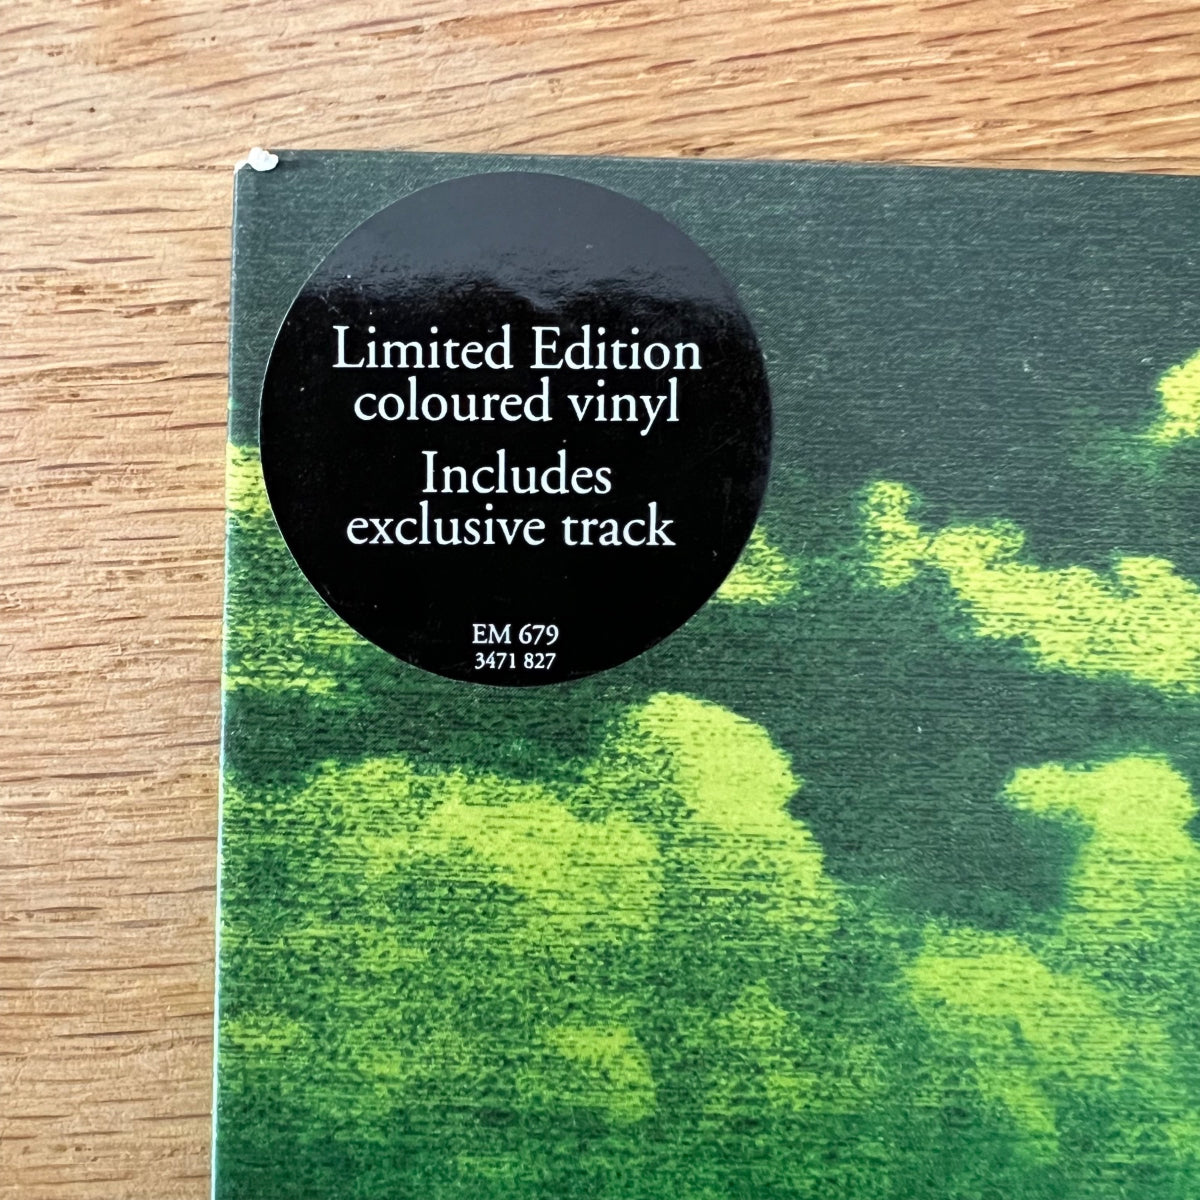 Limited Edition
coloured vinyl
Includes
exclusive track
EM 679
3471 827